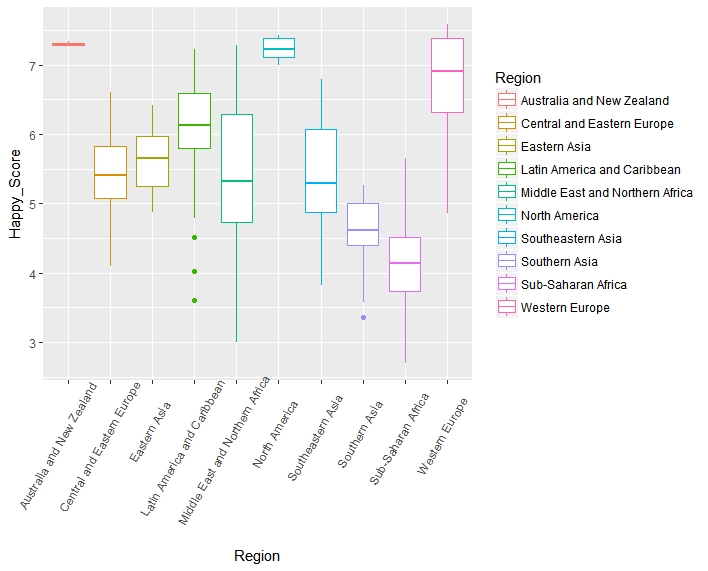 Happy_Score
7
6
5
4
3
Australia and New Zealand
Central and Eastern Europe
Eastern Asia
Latin America and Caribbean
Middle East and Northern Africa
North America
Southeastern Asia
Southern Asia
Sub-Saharan Africa
Western Europe
Region
Region
Australia and New Zealand
Central and Eastern Europe
Eastern Asia
Latin America and Caribbean
Middle East and Northern Africa
North America
Southeastern Asia
Southern Asia
Sub-Saharan Africa
Western Europe